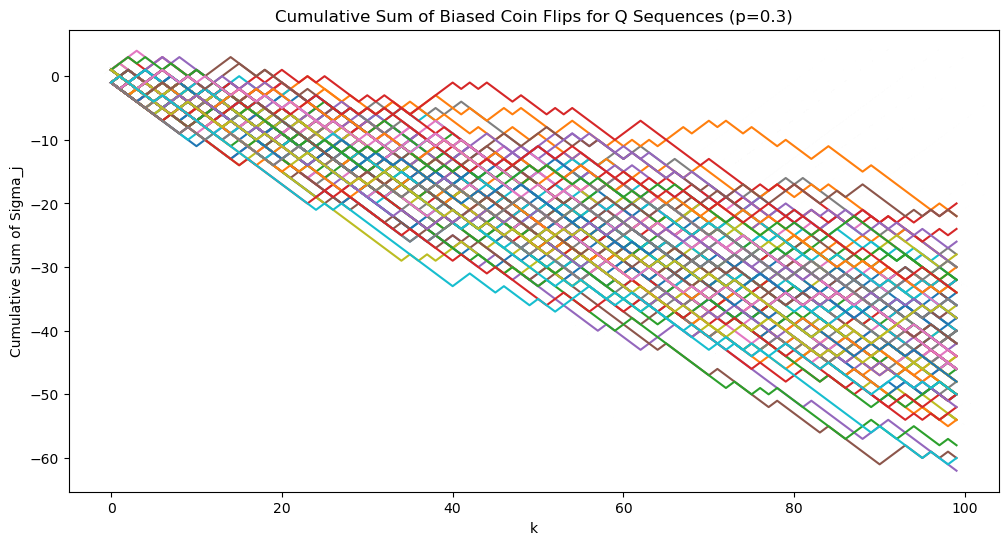 Cumulative Sum of Biased Coin Flips for Q Sequences (p=0.3)
Cumulative Sum of Sigma_j
0
−10
−20
−30
−40
−50
−60
0 20 40 60 80 100
k